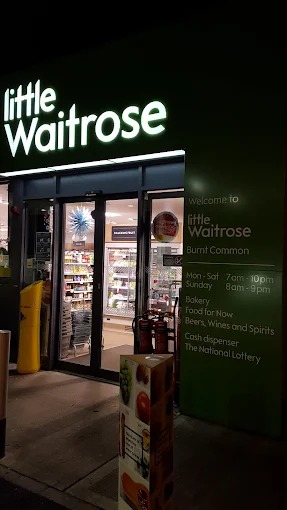 little
Waitrose
Welcome to
little
Waitrose
Burnt Common
Mon - Sat 7am - 10pm
Sunday 8am - 9pm
Bakery
Food for Now
Beers, Wines and Spirits
Cash dispenser
The National Lottery